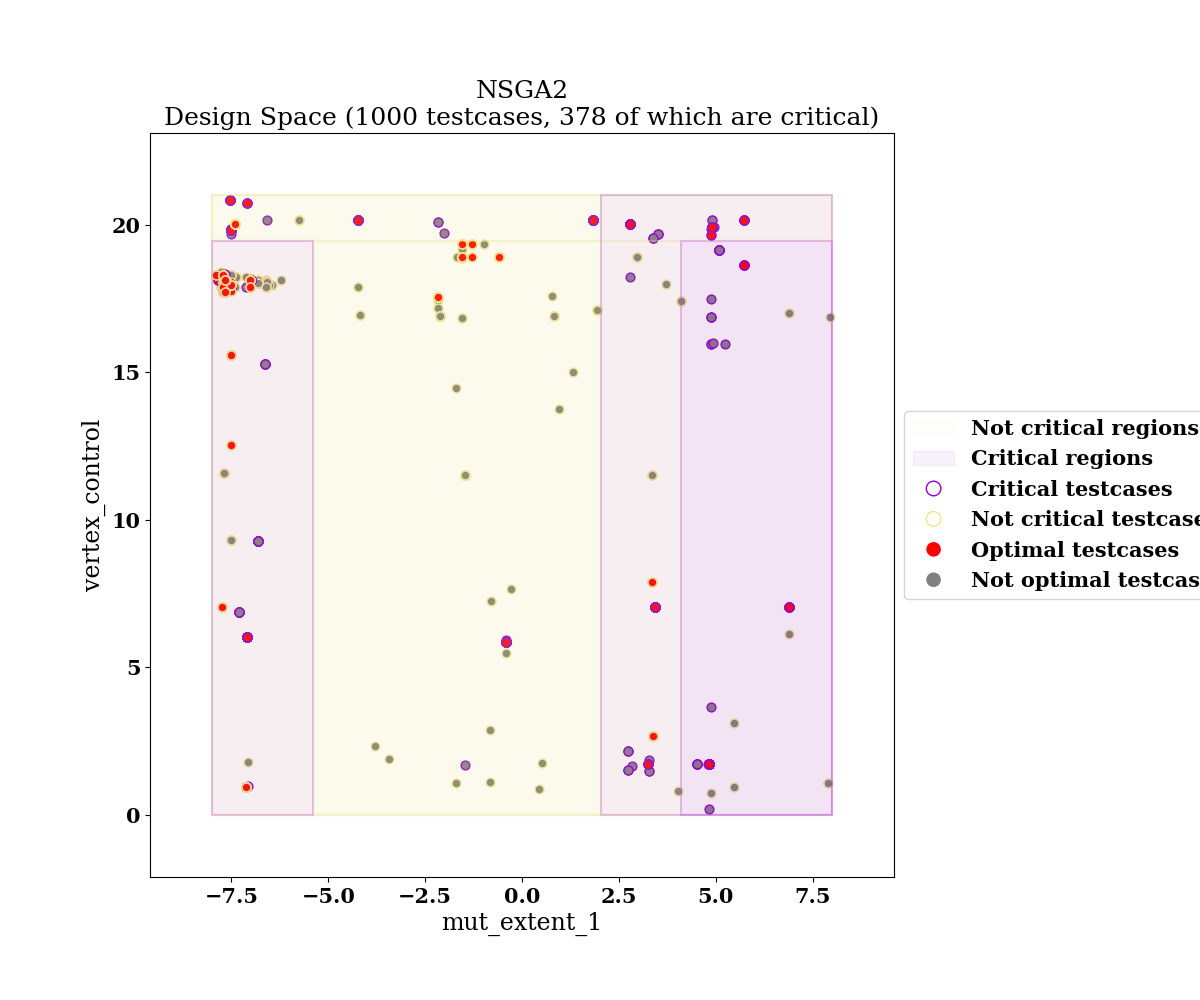 NSGA2
Design Space (1000 testcases, 378 of which are critical)
20
15
10
5
0
vertex_control
−7.5 −5.0 −2.5 0.0 2.5 5.0 7.5
mut_extent_1
Not critical regions
Critical regions
Critical testcases
Not critical testcase
Optimal testcases
Not optimal testcas